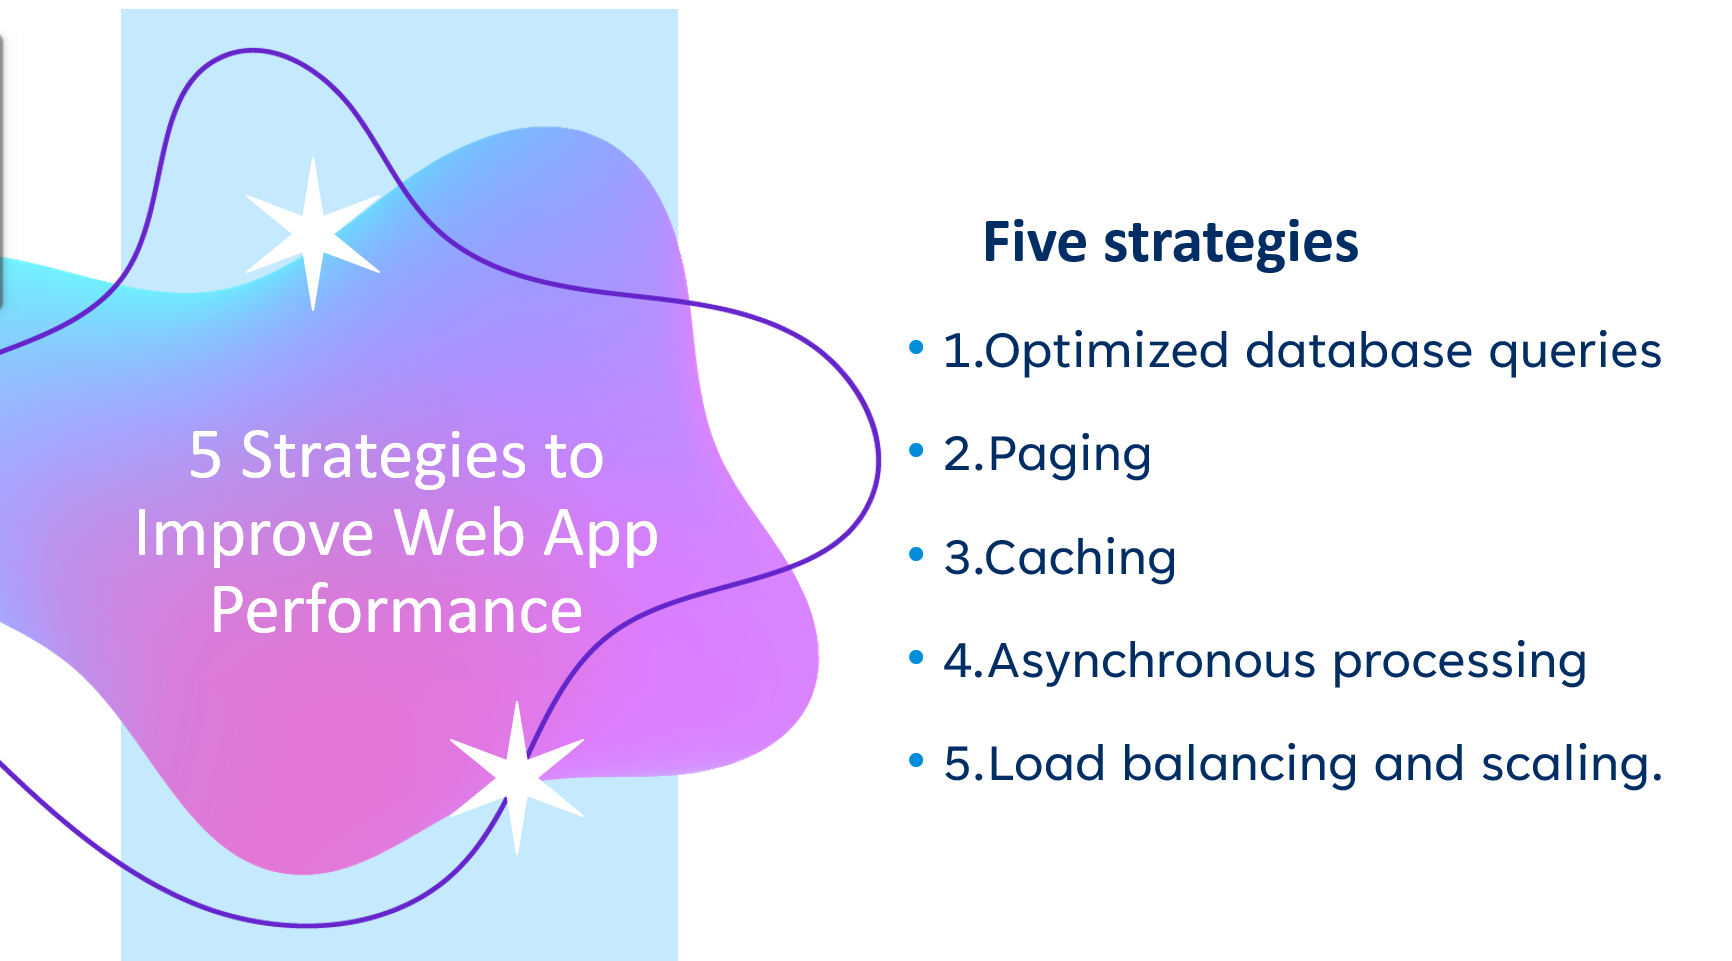 5 Strategies to
Improve Web App
Performance
Five strategies
• 1.Optimized database queries
• 2.Paging
• 3.Caching
• 4.Asynchronous processing
• 5.Load balancing and scaling.